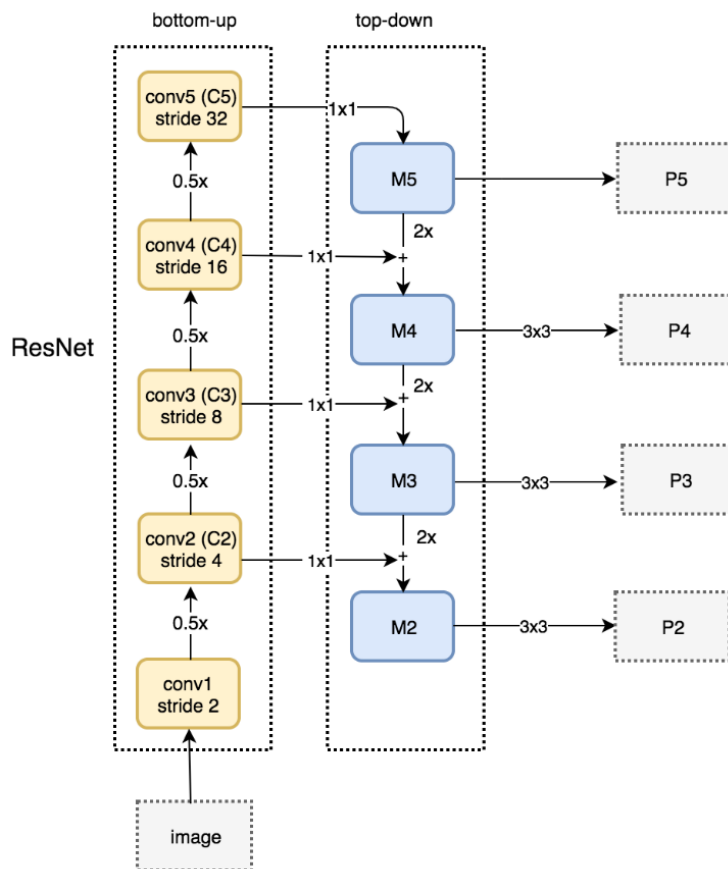 bottom-up
top-down
conv5 (C5)
stride 32
1x1
M5
P5
0.5x
2x
conv4 (C4)
stride 16
1x1
+
M4
3x3
P4
ResNet
0.5x
2x
conv3 (C3)
stride 8
1x1
+
M3
3x3
P3
0.5x
2x
conv2 (C2)
stride 4
1x1
+
M2
3x3
P2
0.5x
conv1
stride 2
image